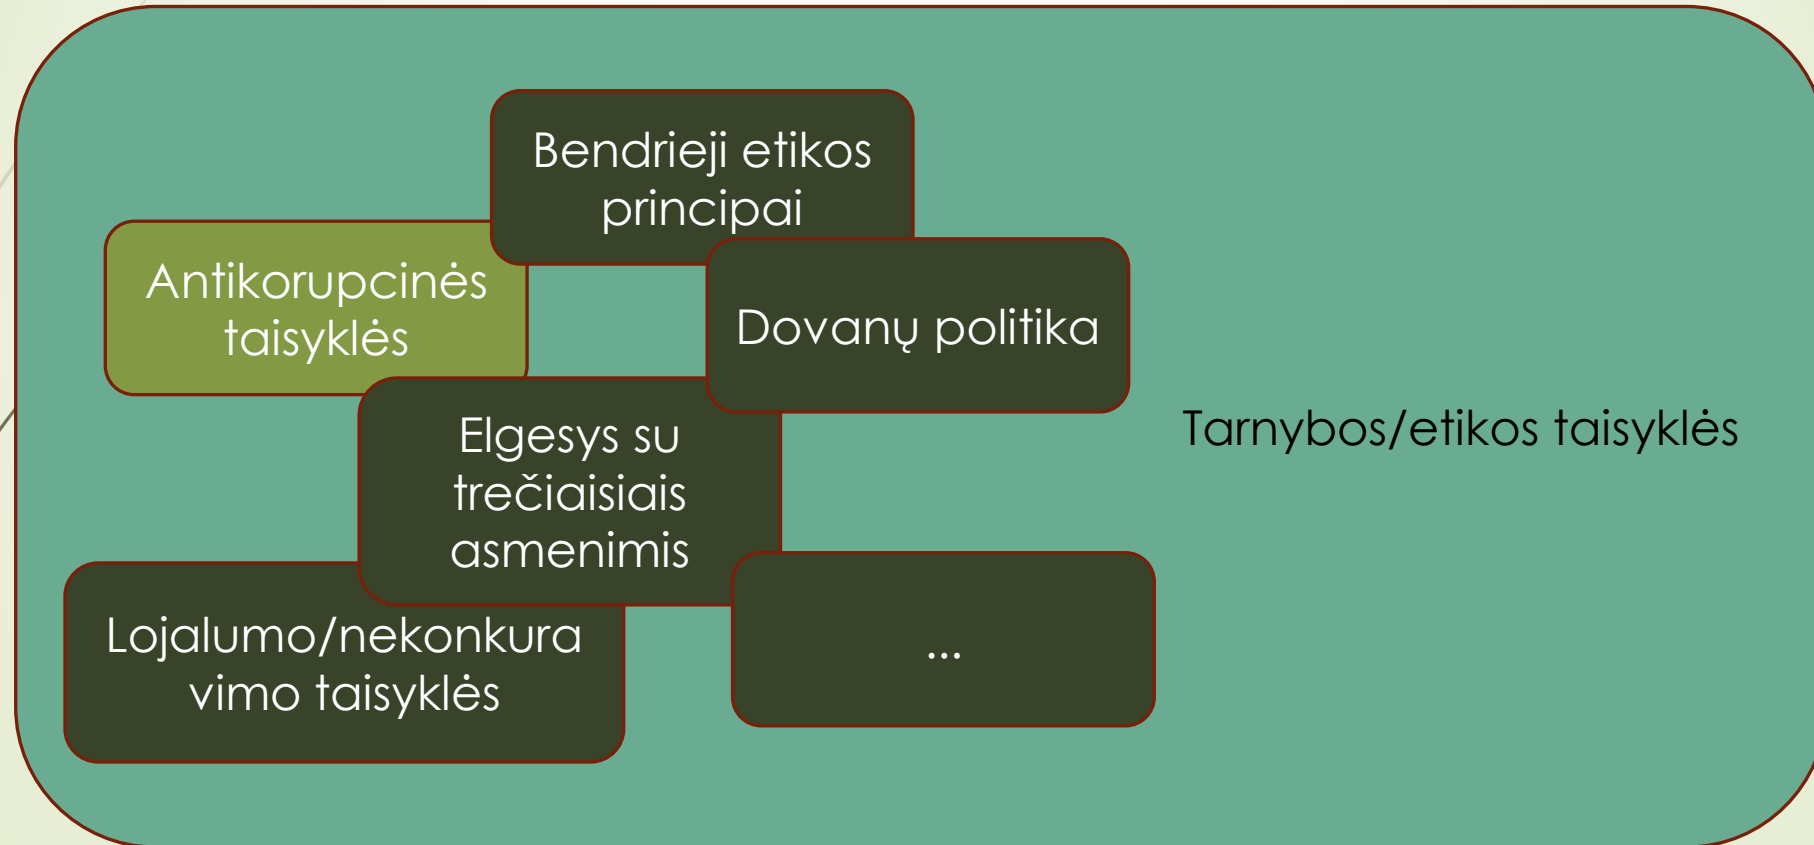 Bendrieji etikos
principai
Antikorupcinės
taisyklės
Dovanų politika
Elgesys su
trečiaisiais
asmenimis
Lojalumo/nekonkura
vimo taisyklės
...
Tarnybos/etikos taisyklės